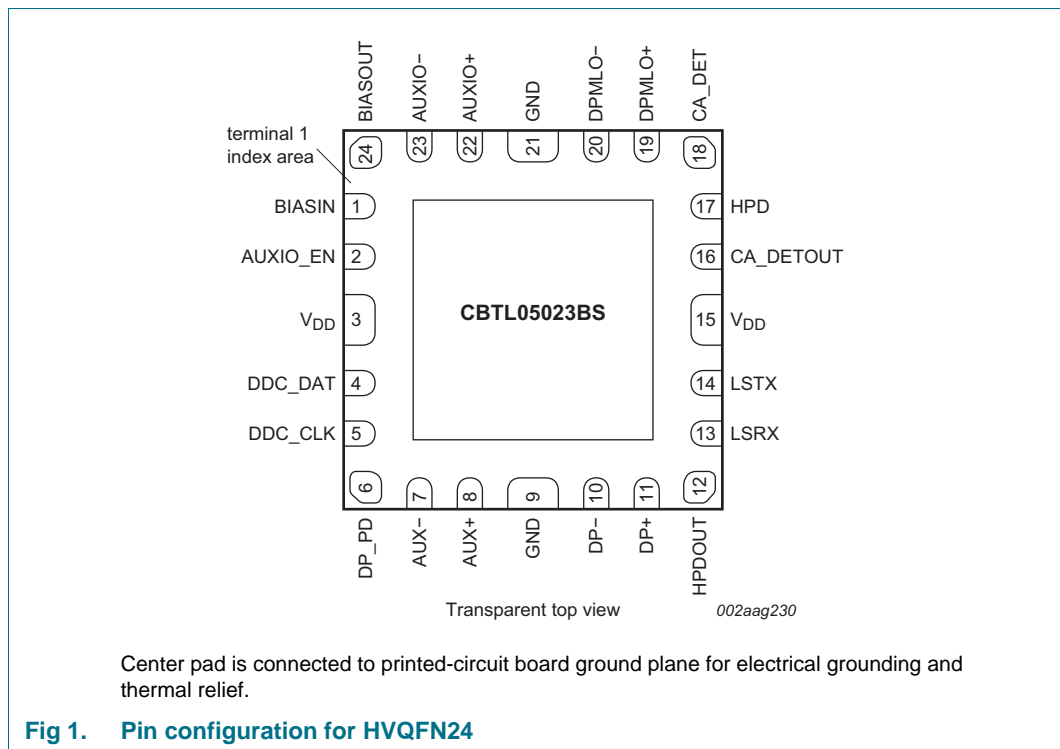 BIASOUT
AUXIO−
AUXIO+
GND
DPMLO−
DPMLO+
CA_DET
terminal 1
index area
24
23
22
21
20
19
18
BIASIN 1
17 HPD
AUXIO_EN 2
16 CA_DETOUT
VDD 3
CBTL05023BS
15 VDD
DDC_DAT 4
14 LSTX
DDC_CLK 5
13 LSRX
6
7
8
9
10
11
12
DP_PD
AUX−
AUX+
GND
DP−
DP+
HPDOUT
Transparent top view
002aag230
Center pad is connected to printed-circuit board ground plane for electrical grounding and
thermal relief.
Fig 1. Pin configuration for HVQFN24